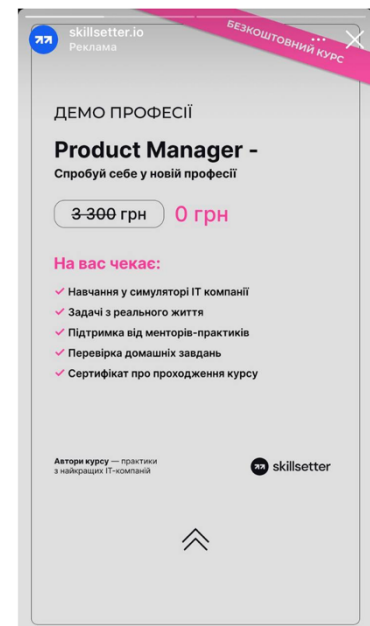 skillsetter.io
Реклама
БЕЗКОШТОВНИЙ КУРС
ДЕМО ПРОФЕСІЇ
Product Manager -
Спробуй себе у новій професії
3 300 грн 0 грн
На вас чекає:
Навчання у симуляторі ІТ компанії
Задачі з реального життя
Підтримка від менторів-практиків
Перевірка домашніх завдань
Сертифікат про проходження курсу
Автори курсу — практики
з найкращих ІТ-компаній
skillsetter